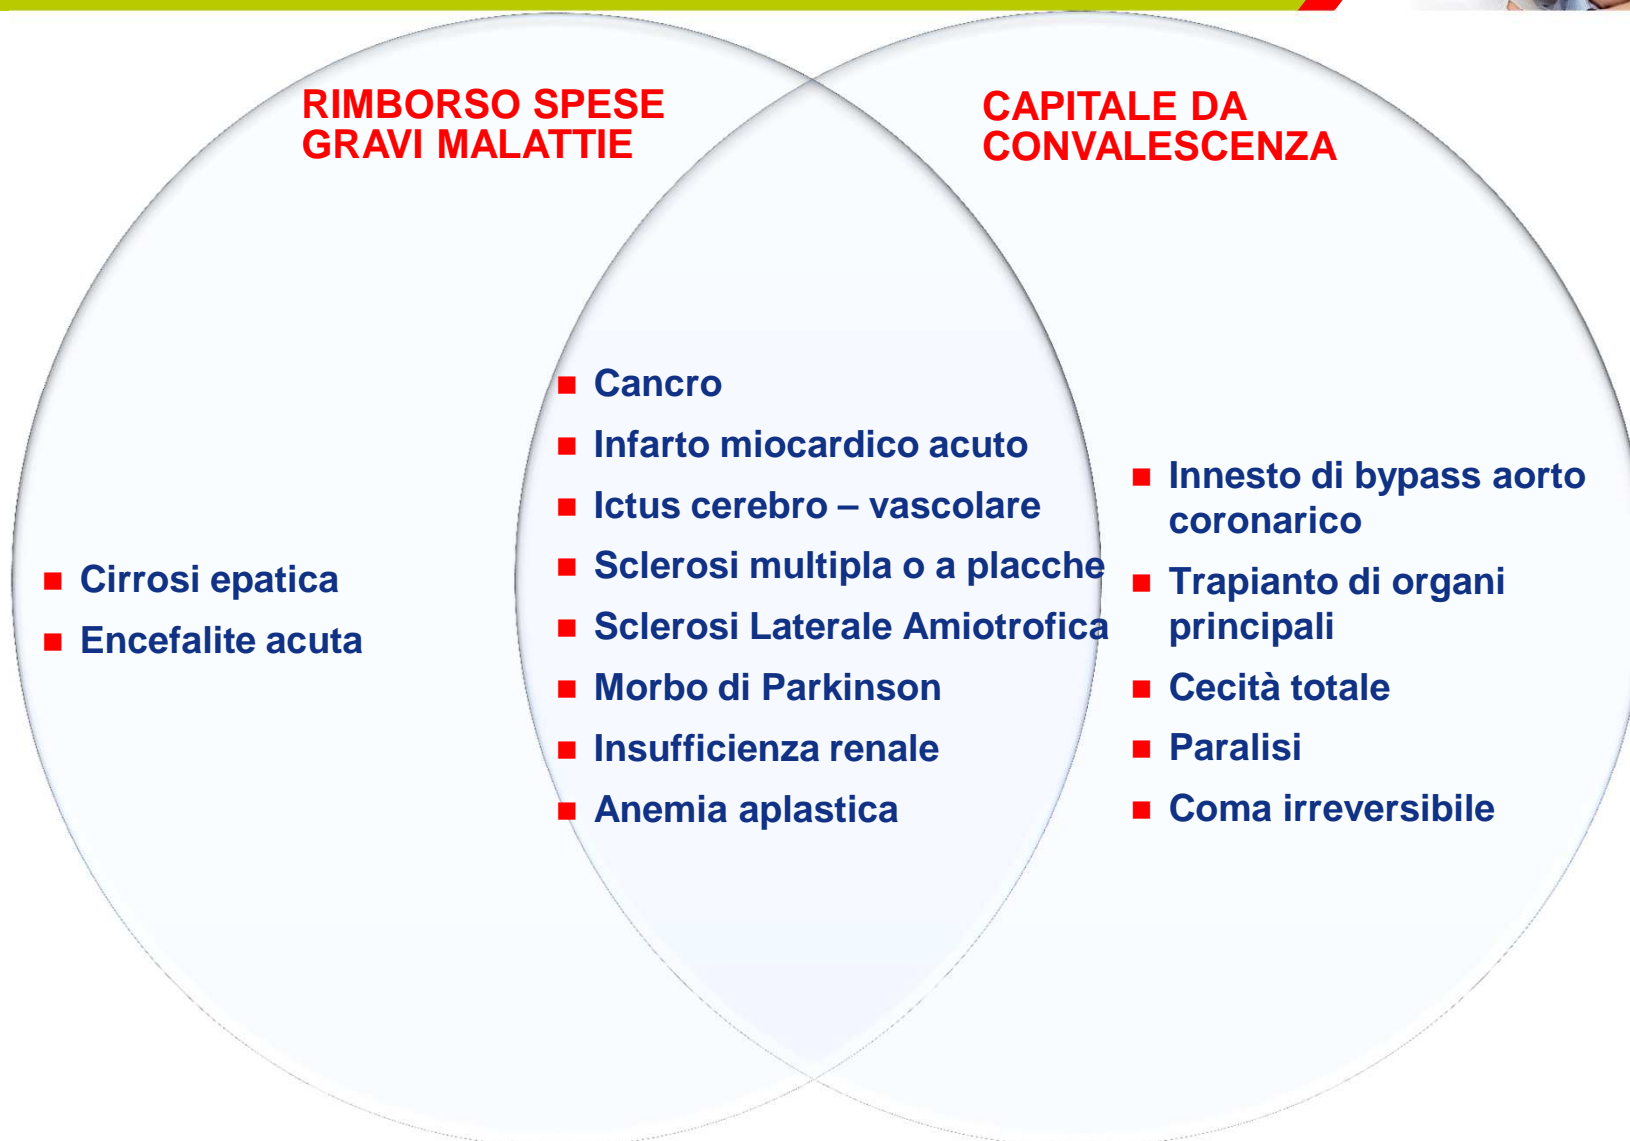 RIMBORSO SPESE
GRAVI MALATTIE
CAPITALE DA
CONVALESCENZA
Cirrosi epatica
Encefalite acuta
Cancro
Infarto miocardico acuto
Ictus cerebro – vascolare
Sclerosi multipla o a placche
Sclerosi Laterale Amiotrofica
Morbo di Parkinson
Insufficienza renale
Anemia aplastica
Innesto di bypass aorto
coronarico
Trapianto di organi
principali
Cecità totale
Paralisi
Coma irreversibile